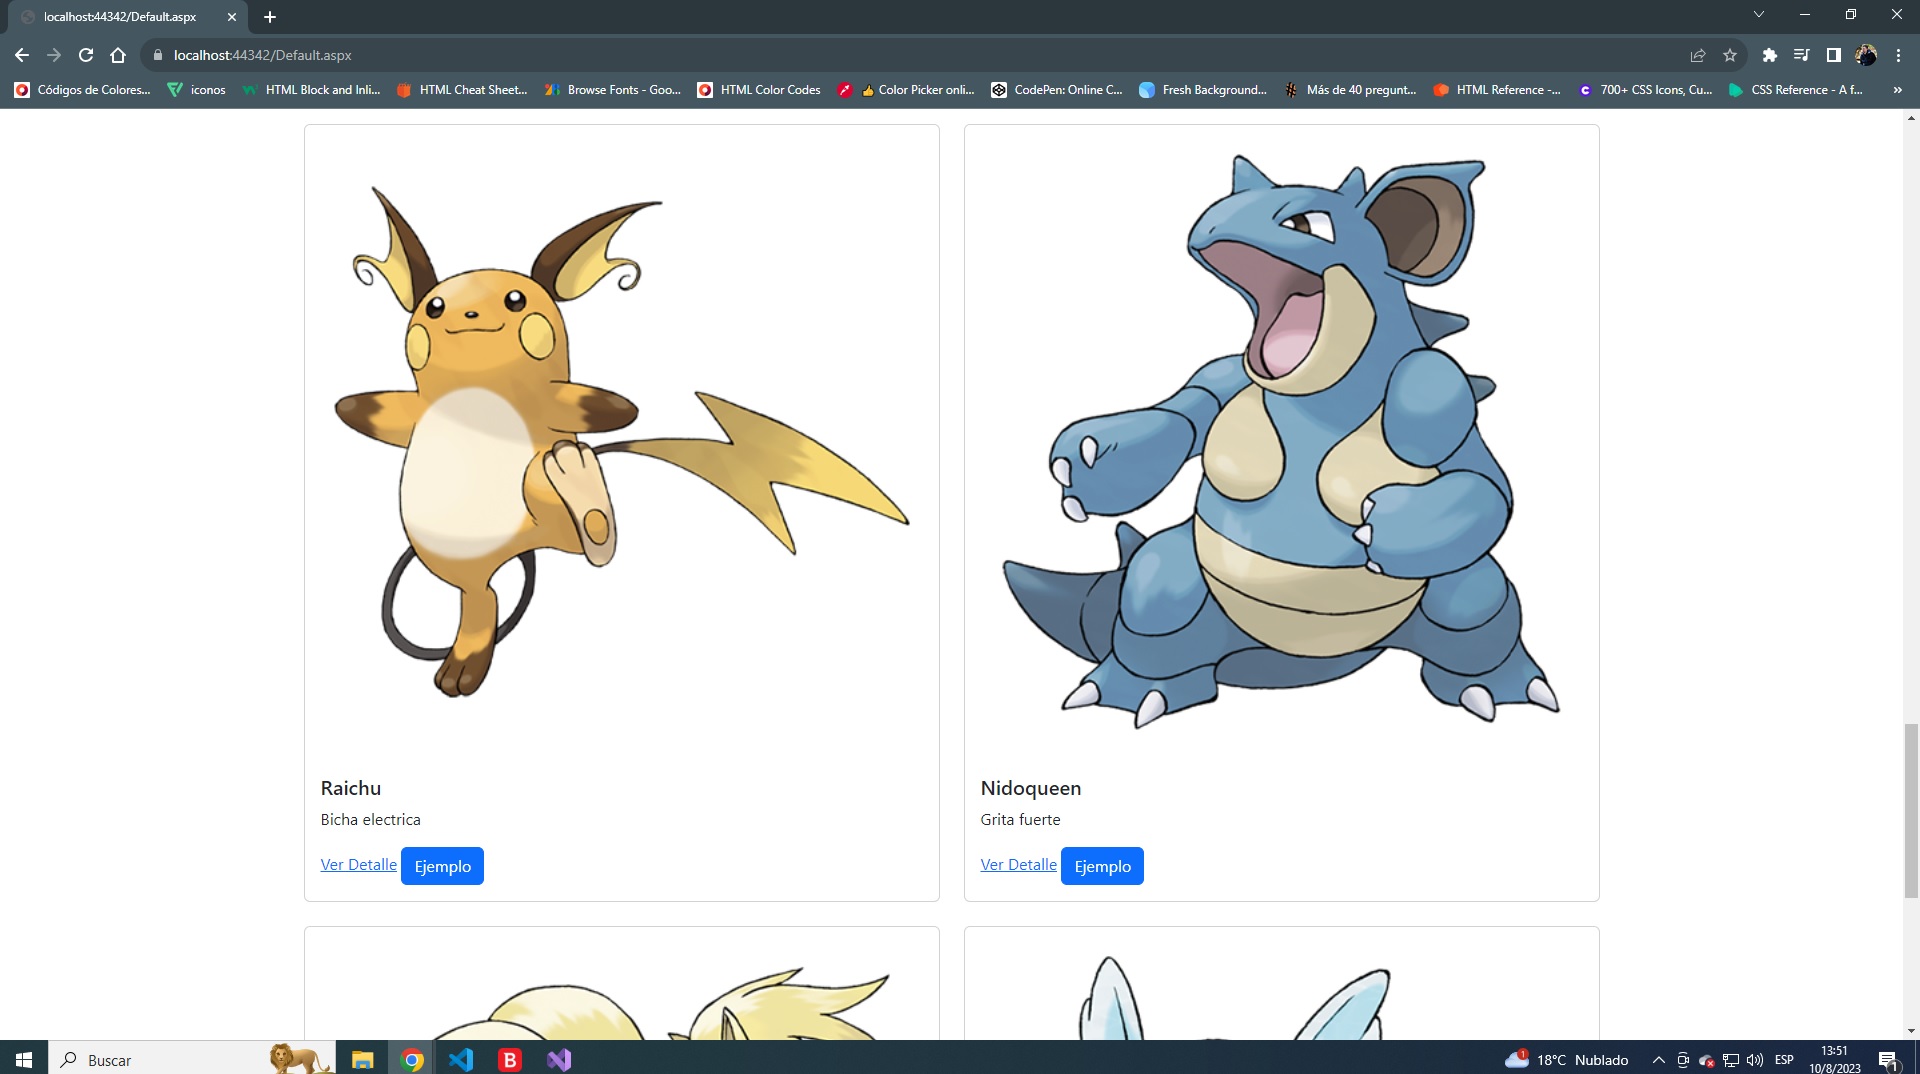 localhost:44342/Default.aspx
localhost:44342/Default.aspx
Códigos de Colores...
iconos
HTML Block and Inli...
HTML Cheat Sheet...
Browse Fonts - Goo...
HTML Color Codes
👍 Color Picker onli...
CodePen: Online C...
Fresh Background...
Más de 40 pregunt...
HTML Reference -...
700+ CSS Icons, Cu...
CSS Reference - A f...
»
Raichu
Bicha electrica
Ver Detalle Ejemplo
Nidoqueen
Grita fuerte
Ver Detalle Ejemplo
Buscar
B
1
18°C Nublado
ESP
13:51
10/8/2023
1